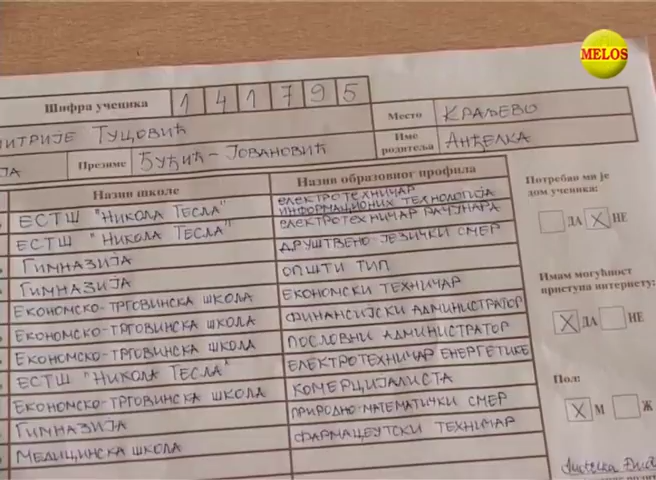 MELOS
Шифра ученика 1 4 1 7 9 5
Место КРАЉЕВО
ИТРИЈЕ ТУЦОВИЋ
Име родитеља АНЂЕЛКА
ЈА Презиме ЂУЂИЋ-ЈОВАНОВИЋ
Назив школе Назив образовног профила
ЕСТШ "НИКОЛА ТЕСЛА" ЕЛЕКТРОТЕХНИЧАР ИНФОРМАЦИОНИХ ТЕХНОЛОГИЈА
ЕСТШ "НИКОЛА ТЕСЛА" ЕЛЕКТРОТЕХНИЧАР РАЧУНАРА
ГИМНАЗИЈА ДРУШТВЕНО ЈЕЗИЧКИ СМЕР
ГИМНАЗИЈА ОПШТИ ТИП
ЕКОНОМСКО-ТРГОВИНСКА ШКОЛА ЕКОНОМСКИ ТЕХНИЧАР
ЕКОНОМСКО-ТРГОВИНСКА ШКОЛА ФИНАНСИЈСКИ АДМИНИСТРАТОР
ЕКОНОМСКО-ТРГОВИНСКА ШКОЛА ПОСЛОВНИ АДМИНИСТРАТОР
ЕСТШ "НИКОЛА ТЕСЛА" ЕЛЕКТРОТЕХНИЧАР ЕНЕРГЕТИКЕ
ЕКОНОМСКО-ТРГОВИНСКА ШКОЛА КОМЕРЦИЈАЛИСТА
ГИМНАЗИЈА ПРИРОДНО-МАТЕМАТИЧКИ СМЕР
МЕДИЦИНСКА ШКОЛА ФАРМАЦЕУТСКИ ТЕХНИЧАР
Потребан ми је
дом ученика:
ДА X НЕ
Имам могућност
приступа интернету:
X ДА НЕ
Пол:
X М Ж